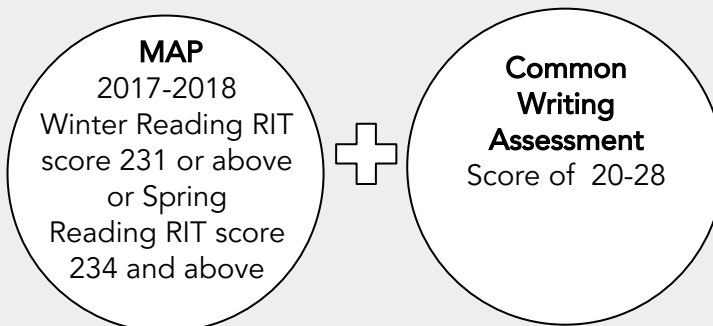 MAP
2017-2018
Winter Reading RIT
score 231 or above
or Spring
Reading RIT score
234 and above
Common
Writing
Assessment
Score of 20-28